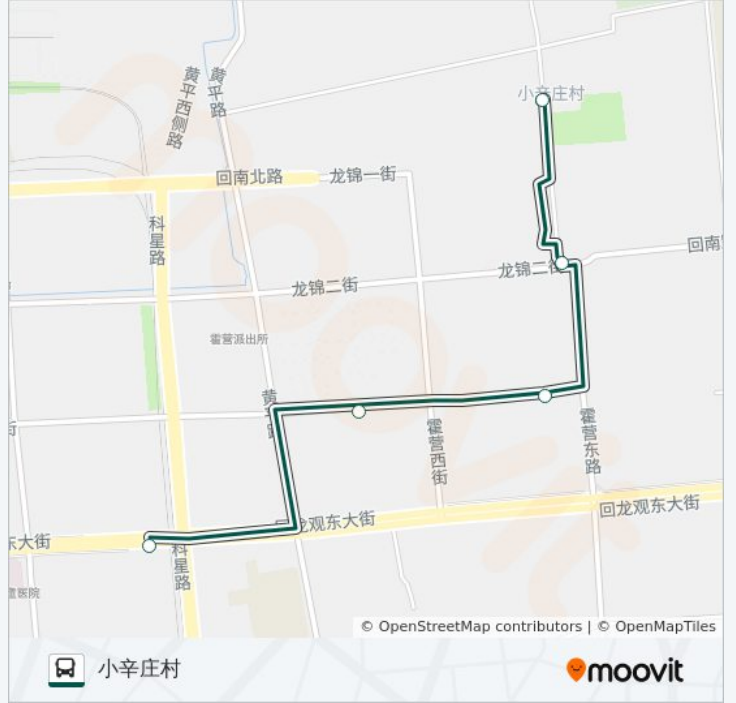 黄平西侧路
黄平路
小辛庄村
回南北路
龙锦一街
科星路
回南
龙锦二街
龙锦二街
霍营派出所
黄平路
霍营西街
霍营东路
街
回龙观东大街
回龙观东大街
东大街
科星路
医院
© OpenStreetMap contributors | © OpenMapTiles
小辛庄村
moovit